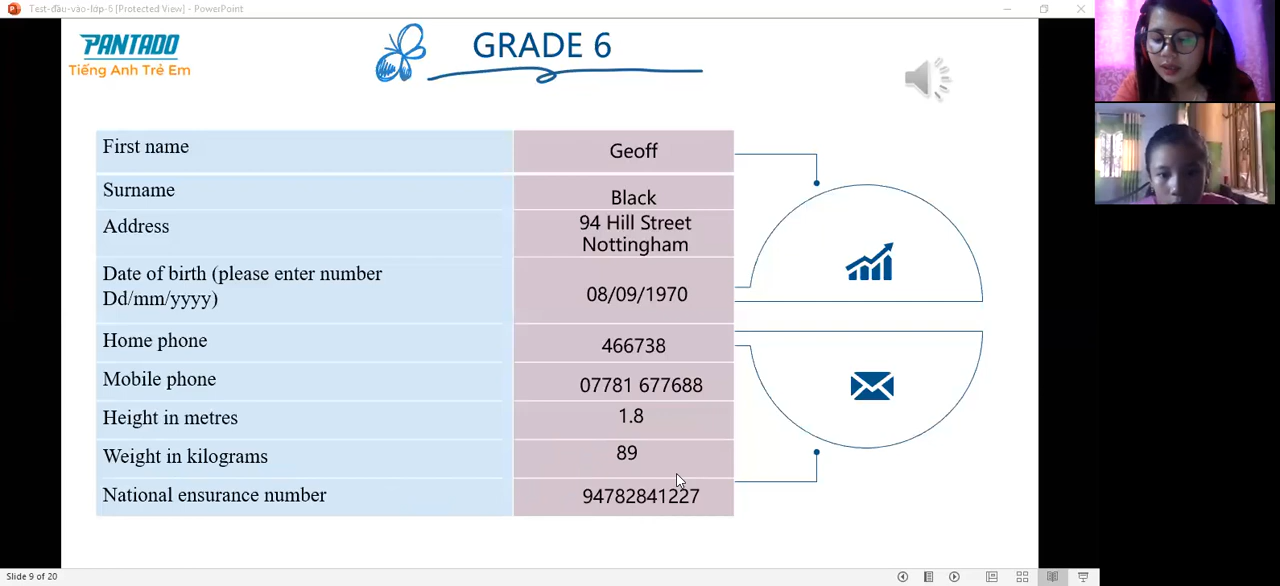 Test-đầu-vào-lớp-6 [Protected View] - PowerPoint
PANTADO
Tiếng Anh Trẻ Em
GRADE 6
First name Geoff
Surname Black
Address 94 Hill Street
Nottingham
Date of birth (please enter number
Dd/mm/yyyy) 08/09/1970
Home phone 466738
Mobile phone 07781 677688
Height in metres 1.8
Weight in kilograms 89
National ensurance number 94782841227
Slide 9 of 20